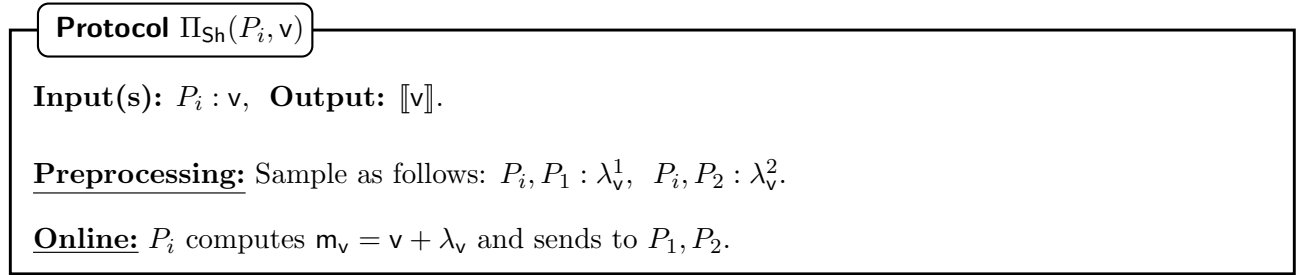 Protocol Π_Sh(P_i, v)
Input(s): P_i : v, Output: ⟦v⟧.
Preprocessing: Sample as follows: P_i, P_1 : λ_v^1, P_i, P_2 : λ_v^2.
Online: P_i computes m_v = v + λ_v and sends to P_1, P_2.